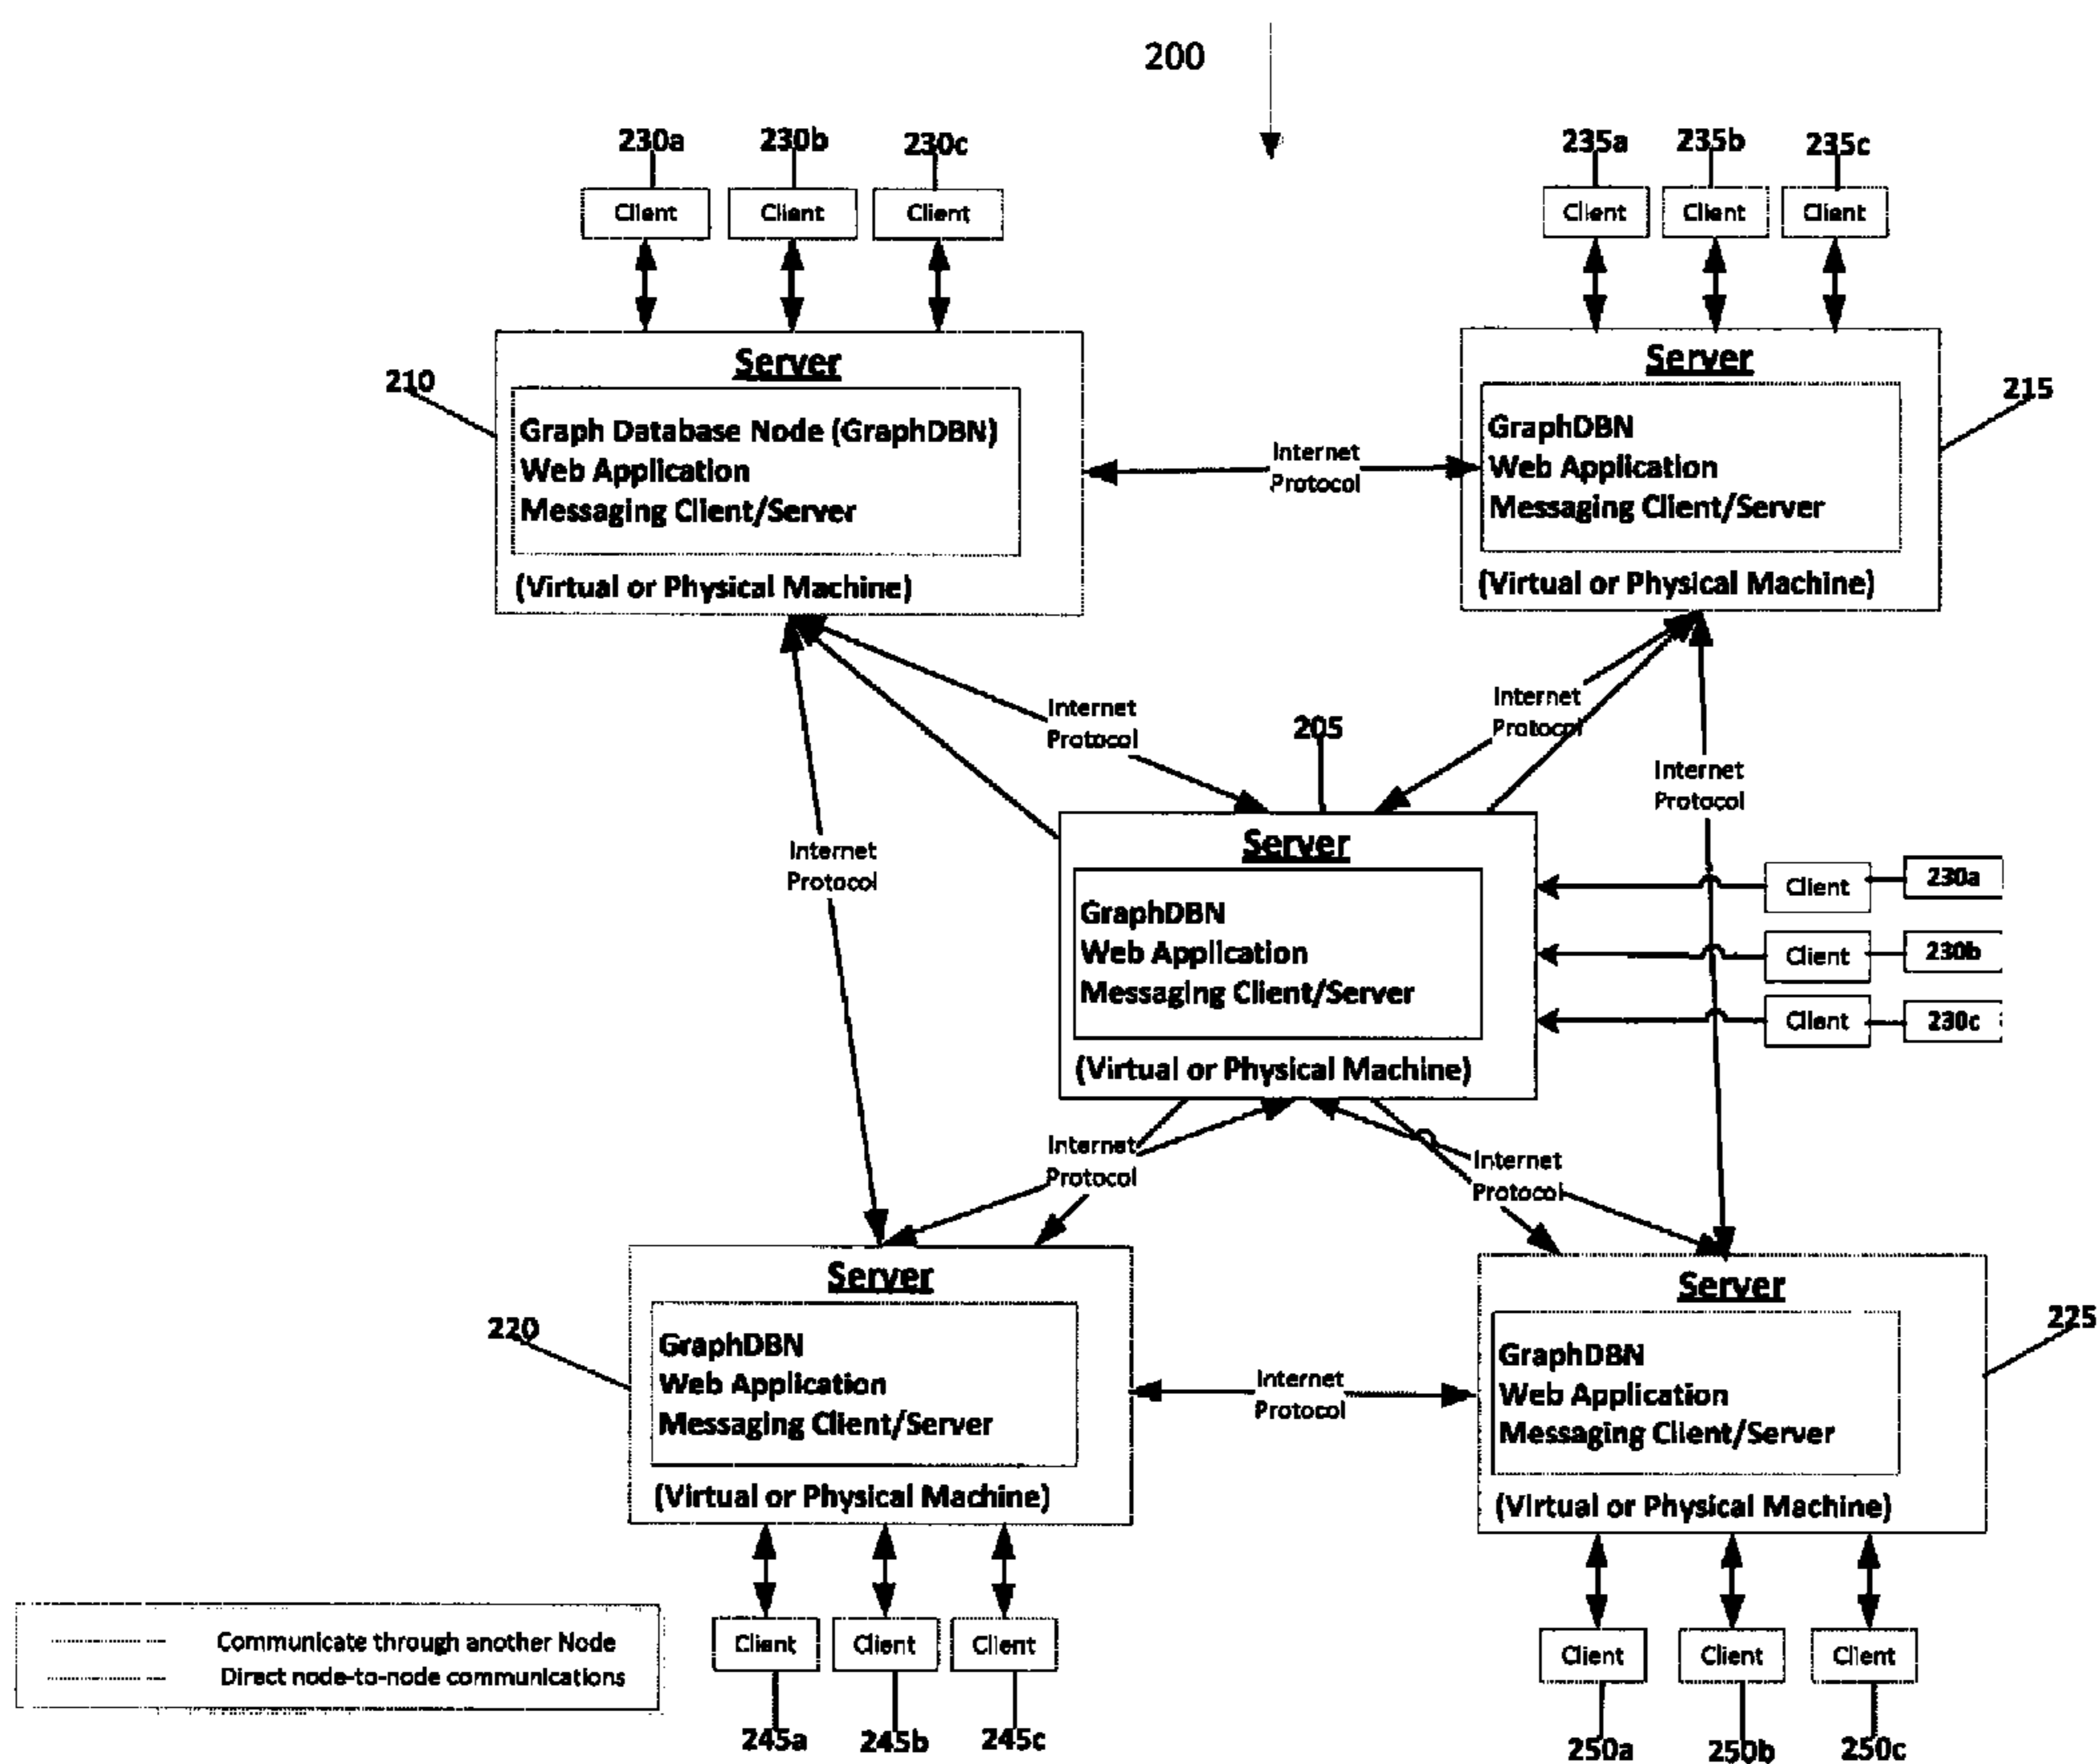 200
230a
230b
230c
235a
235b
235c
Client
Client
Client
Client
Client
Client
210
Server
Graph Database Node (GraphDBN)
Web Application
Messaging Client/Server
(Virtual or Physical Machine)
Internet
Protocol
215
Server
GraphDBN
Web Application
Messaging Client/Server
(Virtual or Physical Machine)
Internet
Protocol
205
Internet
Protocol
Internet
Protocol
Internet
Protocol
Server
GraphDBN
Web Application
Messaging Client/Server
(Virtual or Physical Machine)
Client
230a
Client
230b
Client
230c
Internet
Protocol
Internet
Protocol
220
Server
GraphDBN
Web Application
Messaging Client/Server
(Virtual or Physical Machine)
Internet
Protocol
225
Server
GraphDBN
Web Application
Messaging Client/Server
(Virtual or Physical Machine)
Communicate through another Node
Direct node-to-node communications
Client
Client
Client
Client
Client
Client
245a
245b
245c
250a
250b
250c